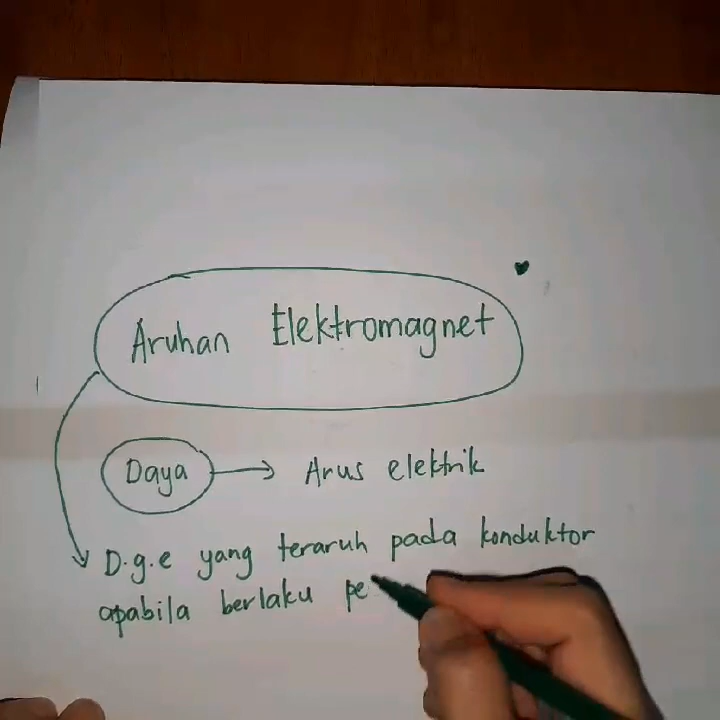 Aruhan Elektromagnet
Daya → Arus elektrik
D.g.e yang teraruh pada konduktor
apabila berlaku pe